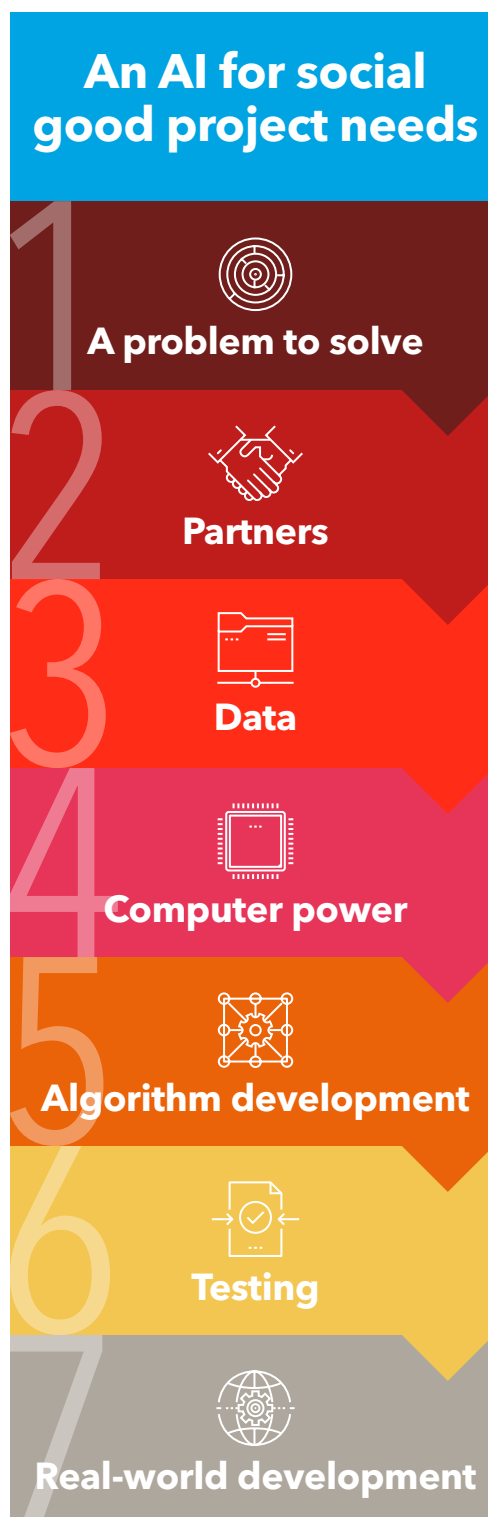 An AI for social
good project needs
1
A problem to solve
2
Partners
3
Data
4
Computer power
5
Algorithm development
6
Testing
7
Real-world development